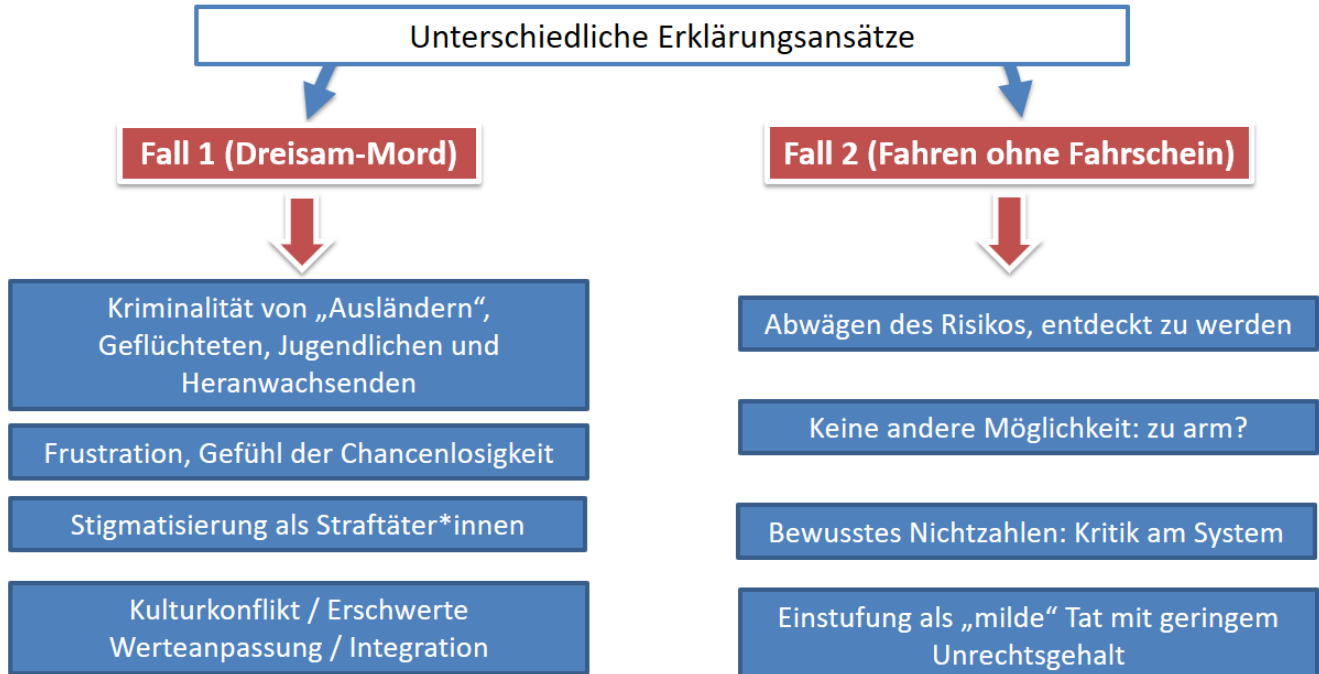 Unterschiedliche Erklärungsansätze
Fall 1 (Dreisam-Mord)
Kriminalität von „Ausländern“,
Geflüchteten, Jugendlichen und
Heranwachsenden
Frustration, Gefühl der Chancenlosigkeit
Stigmatisierung als Straftäter*innen
Kulturkonflikt / Erschwerte
Werteanpassung / Integration
Fall 2 (Fahren ohne Fahrschein)
Abwägen des Risikos, entdeckt zu werden
Keine andere Möglichkeit: zu arm?
Bewusstes Nichtzahlen: Kritik am System
Einstufung als „milde“ Tat mit geringem
Unrechtsgehalt